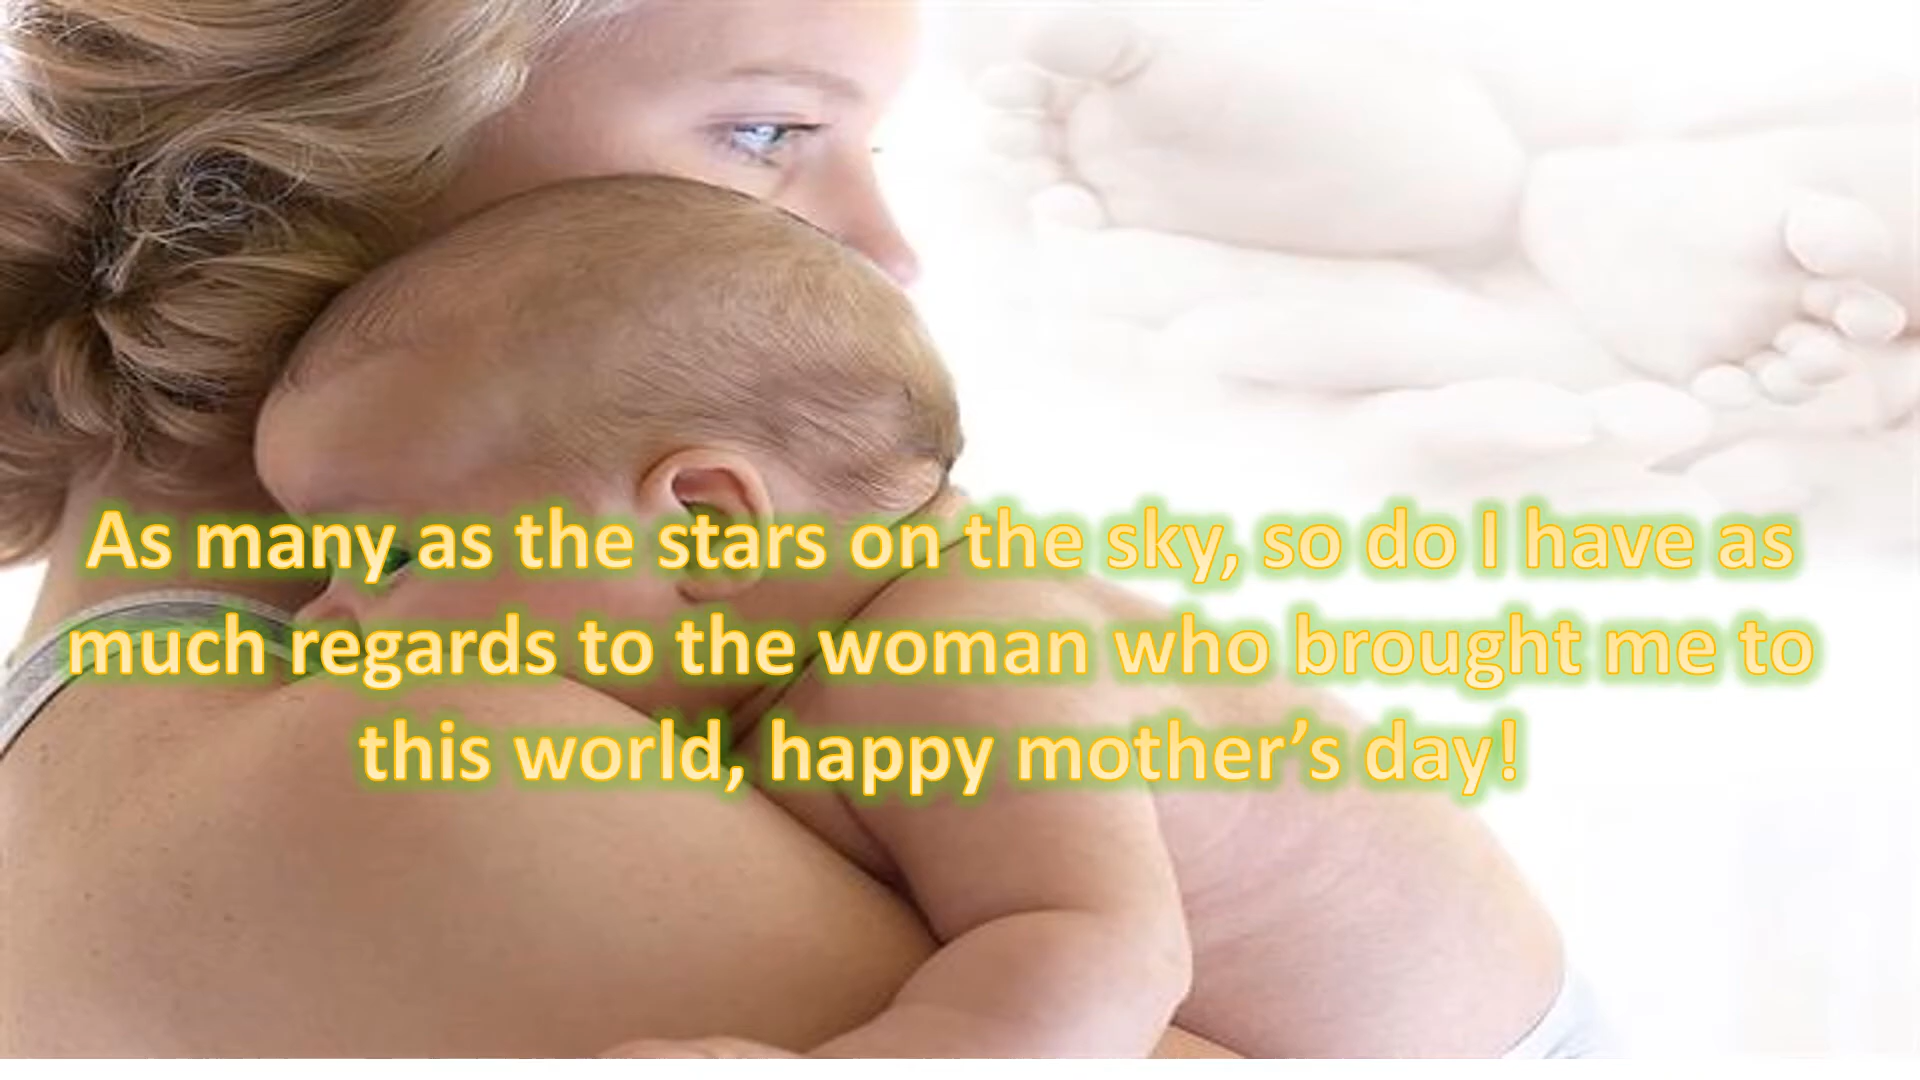 As many as the stars on the sky, so do I have as
much regards to the woman who brought me to
this world, happy mother’s day!